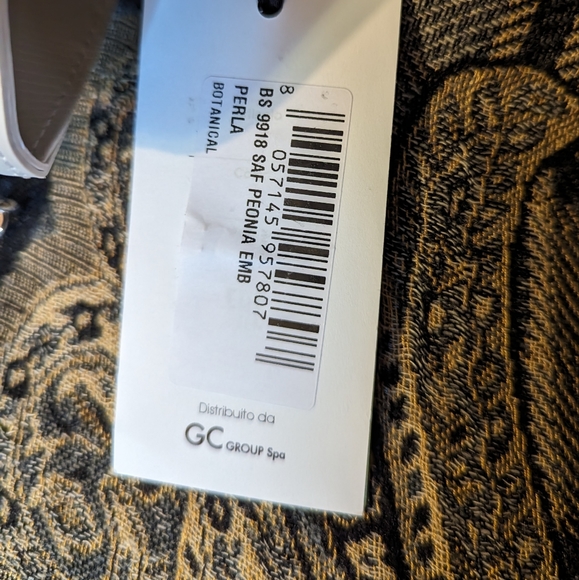 8 057145 957807
BS 9918 SAF PEONIA EMB
PERLA
BOTANICAL
Distribuito da
GC GROUP Spa